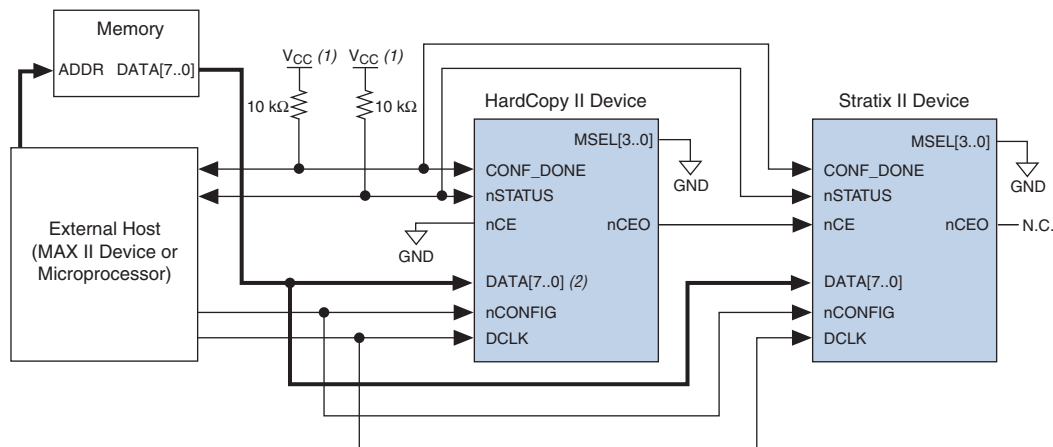 Memory
ADDR DATA[7..0]
VCC (1) VCC (1)
10 kΩ 10 kΩ
HardCopy II Device
MSEL[3..0]
GND
CONF_DONE
nSTATUS
nCE
nCEO
GND
DATA[7..0] (2)
nCONFIG
DCLK
Stratix II Device
MSEL[3..0]
GND
CONF_DONE
nSTATUS
nCE
nCEO
N.C.
DATA[7..0]
nCONFIG
DCLK
External Host
(MAX II Device or
Microprocessor)